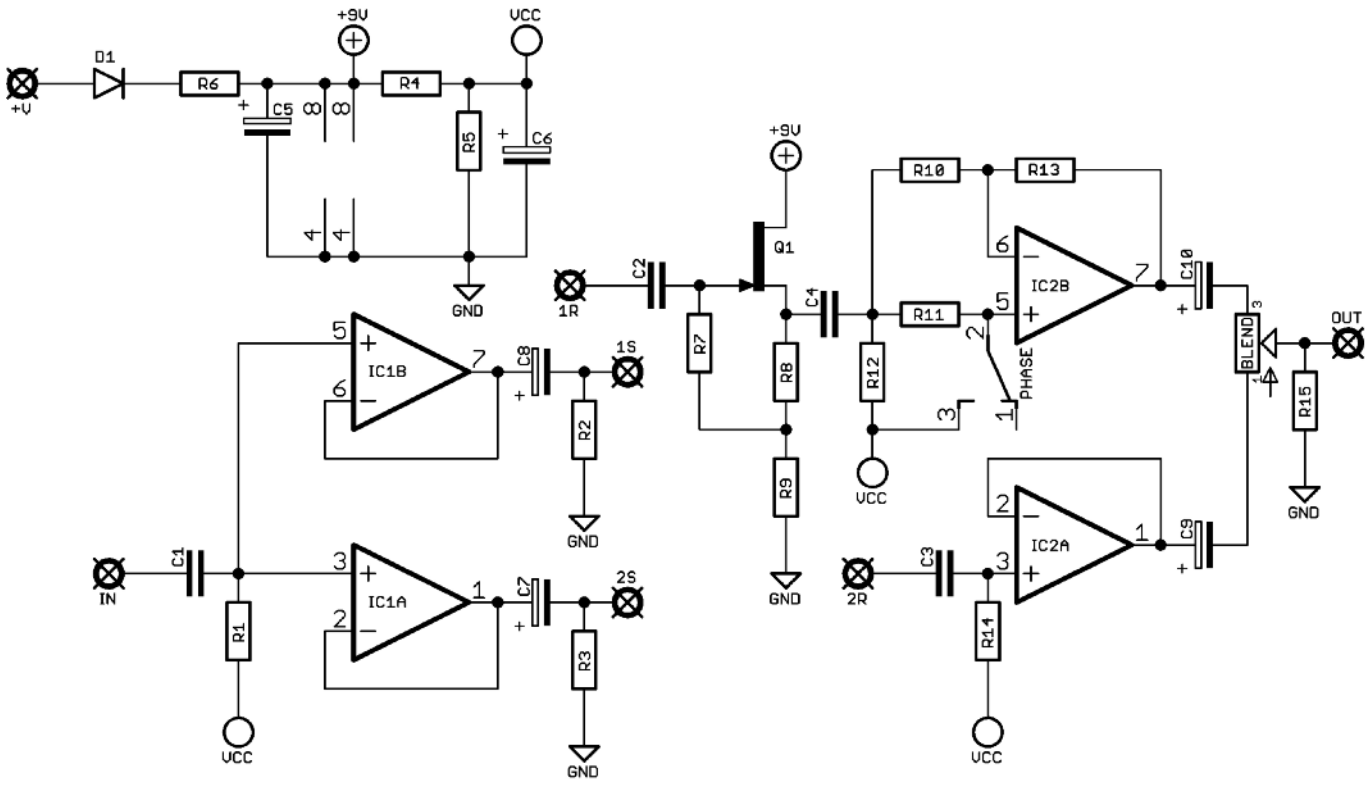 +9V
VCC
D1
R6
R4
+V
+
C5
8
8
R5
+
C6
4
4
GND
+9V
Q1
C2
1R
R7
C4
R8
R9
GND
R10
R13
6
-
IC2B
7
5
+
R11
2
PHASE
3
1
R12
VCC
C10
+
3
BLEND
1
OUT
R15
GND
5
+
IC1B
7
6
-
C8
+
1S
R2
GND
IN
C1
R1
VCC
3
+
IC1A
1
2
-
C7
+
2S
R3
GND
2R
C3
R14
VCC
2
-
IC2A
1
3
+
C9
+